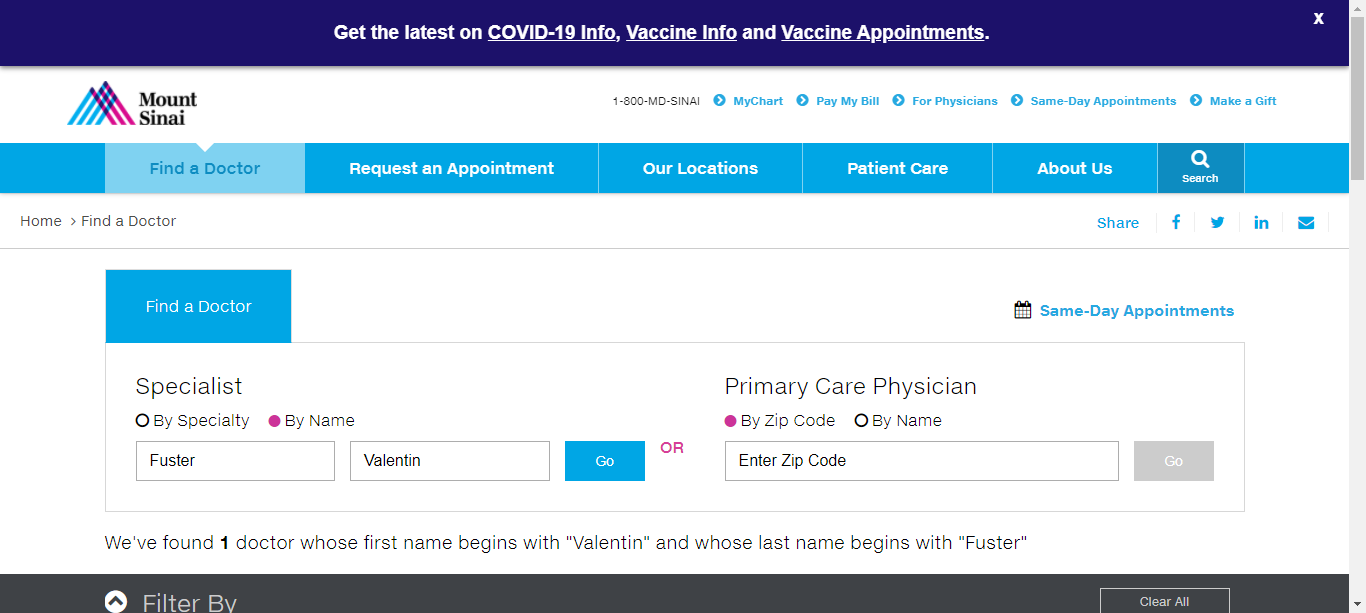 Get the latest on COVID-19 Info, Vaccine Info and Vaccine Appointments.
X
Mount
Sinai
1-800-MD-SINAI MyChart Pay My Bill For Physicians Same-Day Appointments Make a Gift
Find a Doctor Request an Appointment Our Locations Patient Care About Us Search
Home > Find a Doctor
Share
Find a Doctor
Same-Day Appointments
Specialist
By Specialty By Name
Fuster Valentin Go
OR
Primary Care Physician
By Zip Code By Name
Enter Zip Code Go
We've found 1 doctor whose first name begins with "Valentin" and whose last name begins with "Fuster"
Filter By
Clear All